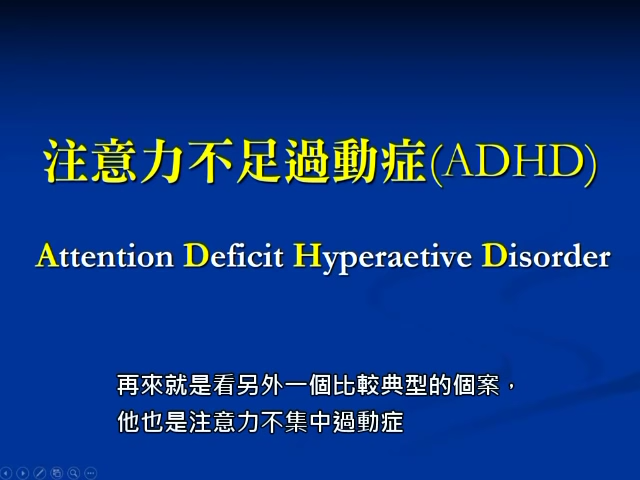 注意力不足過動症(ADHD)
Attention Deficit Hyperaetive Disorder
再來就是看另外一個比較典型的個案，
他也是注意力不集中過動症